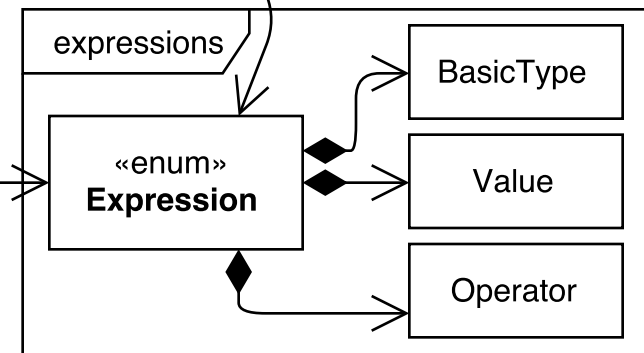 expressions
BasicType
«enum»
Expression
Value
Operator